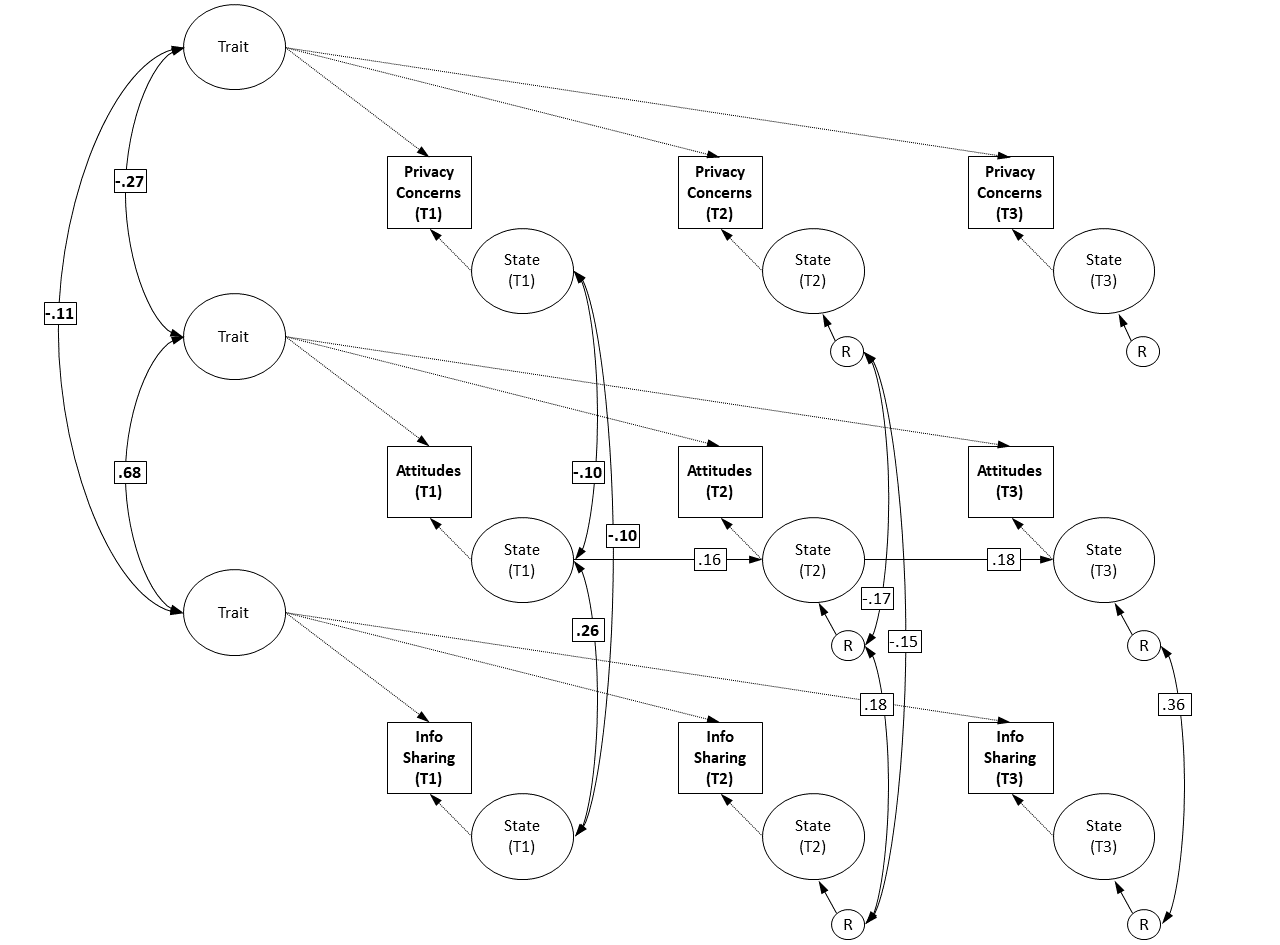 Trait
-.27
Privacy
Concerns
(T1)
Privacy
Concerns
(T2)
Privacy
Concerns
(T3)
State
(T1)
State
(T2)
State
(T3)
-.11
Trait
R
R
.68
Attitudes
(T1)
Attitudes
(T2)
Attitudes
(T3)
-.10
-.10
State
(T1)
.16
State
(T2)
.18
State
(T3)
-.17
Trait
.26
R
-.15
R
.18
.36
Info
Sharing
(T1)
Info
Sharing
(T2)
Info
Sharing
(T3)
State
(T1)
State
(T2)
State
(T3)
R
R